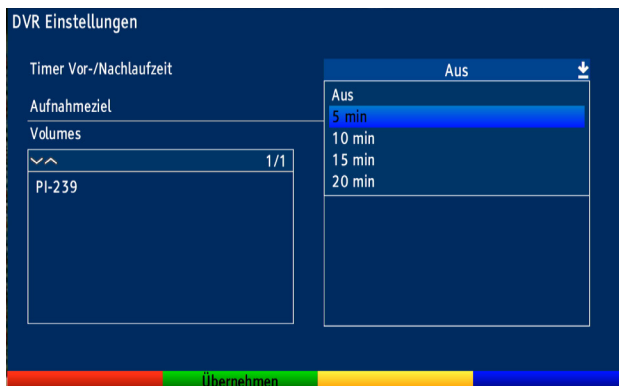 DVR Einstellungen
Timer Vor-/Nachlaufzeit
Aus
Aufnahmeziel
Aus
5 min
10 min
15 min
20 min
Volumes
1/1
PI-239
Übernehmen